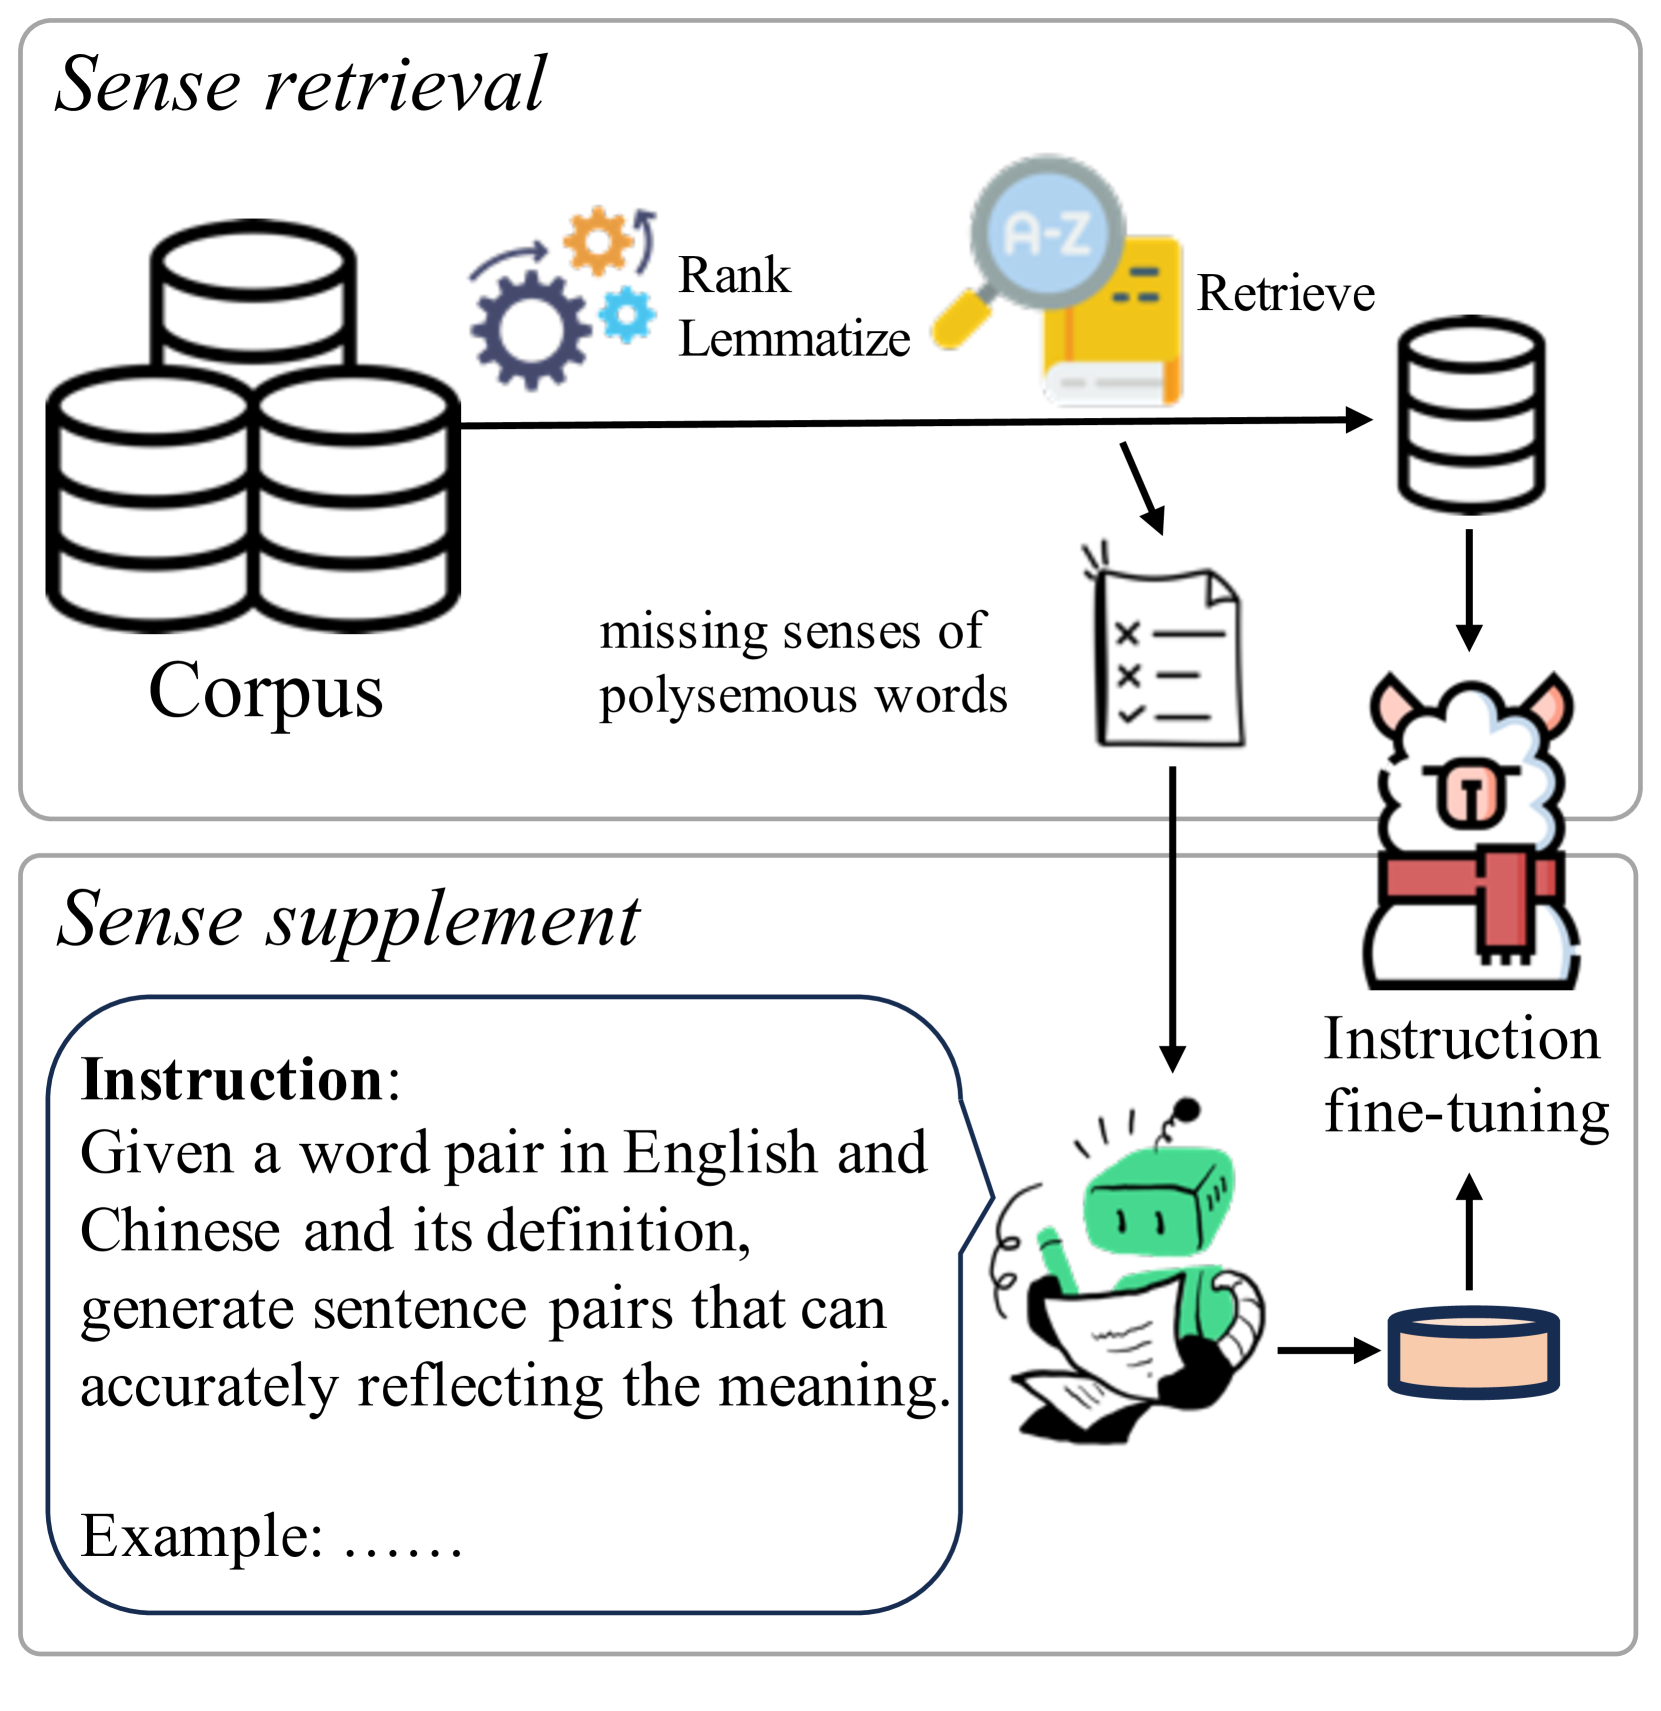 Sense retrieval
A-Z
Rank
Lemmatize
Retrieve
Corpus
missing senses of
polysemous words
Sense supplement
Instruction:
Given a word pair in English and
Chinese and its definition,
generate sentence pairs that can
accurately reflecting the meaning.
Example: ……
Instruction
fine-tuning